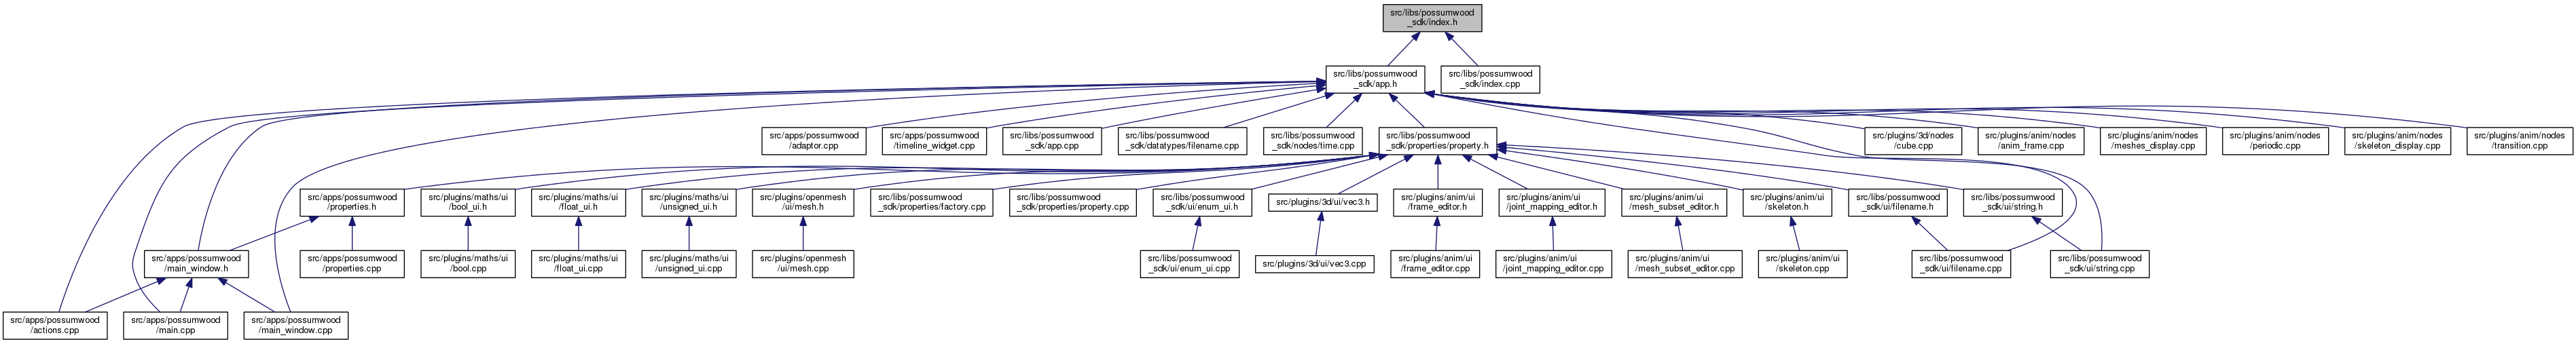 src/libs/possumwood
_sdk/index.h
src/libs/possumwood
_sdk/app.h
src/libs/possumwood
_sdk/index.cpp
src/apps/possumwood
/adaptor.cpp
src/apps/possumwood
/timeline_widget.cpp
src/libs/possumwood
_sdk/app.cpp
src/libs/possumwood
_sdk/datatypes/filename.cpp
src/libs/possumwood
_sdk/nodes/time.cpp
src/libs/possumwood
_sdk/properties/property.h
src/plugins/3d/nodes
/cube.cpp
src/plugins/anim/nodes
/anim_frame.cpp
src/plugins/anim/nodes
/meshes_display.cpp
src/plugins/anim/nodes
/periodic.cpp
src/plugins/anim/nodes
/skeleton_display.cpp
src/plugins/anim/nodes
/transition.cpp
src/apps/possumwood
/properties.h
src/plugins/maths/ui
/bool_ui.h
src/plugins/maths/ui
/float_ui.h
src/plugins/maths/ui
/unsigned_ui.h
src/plugins/openmesh
/ui/mesh.h
src/libs/possumwood
_sdk/properties/factory.cpp
src/libs/possumwood
_sdk/properties/property.cpp
src/libs/possumwood
_sdk/ui/enum_ui.h
src/plugins/3d/ui/vec3.h
src/plugins/anim/ui
/frame_editor.h
src/plugins/anim/ui
/joint_mapping_editor.h
src/plugins/anim/ui
/mesh_subset_editor.h
src/plugins/anim/ui
/skeleton.h
src/libs/possumwood
_sdk/ui/filename.h
src/libs/possumwood
_sdk/ui/string.h
src/apps/possumwood
/main_window.h
src/apps/possumwood
/properties.cpp
src/plugins/maths/ui
/bool.cpp
src/plugins/maths/ui
/float_ui.cpp
src/plugins/maths/ui
/unsigned_ui.cpp
src/plugins/openmesh
/ui/mesh.cpp
src/libs/possumwood
_sdk/ui/enum_ui.cpp
src/plugins/3d/ui/vec3.cpp
src/plugins/anim/ui
/frame_editor.cpp
src/plugins/anim/ui
/joint_mapping_editor.cpp
src/plugins/anim/ui
/mesh_subset_editor.cpp
src/plugins/anim/ui
/skeleton.cpp
src/libs/possumwood
_sdk/ui/filename.cpp
src/libs/possumwood
_sdk/ui/string.cpp
src/apps/possumwood
/actions.cpp
src/apps/possumwood
/main.cpp
src/apps/possumwood
/main_window.cpp